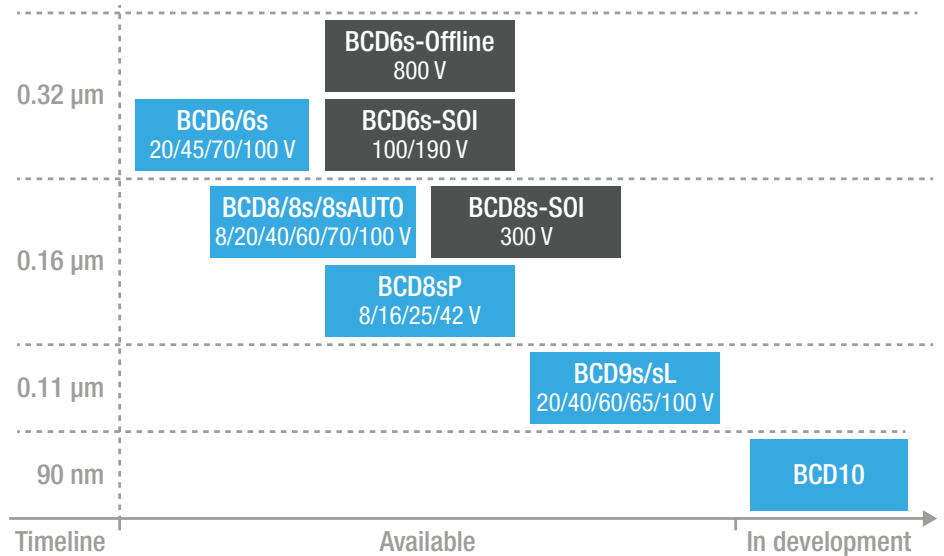 BCD6s-Offline
800 V
0.32 µm
BCD6/6s
20/45/70/100 V
BCD6s-SOI
100/190 V
BCD8/8s/8sAUTO
8/20/40/60/70/100 V
BCD8s-SOI
300 V
0.16 µm
BCD8sP
8/16/25/42 V
0.11 µm
BCD9s/sL
20/40/60/65/100 V
90 nm
BCD10
Timeline
Available
In development